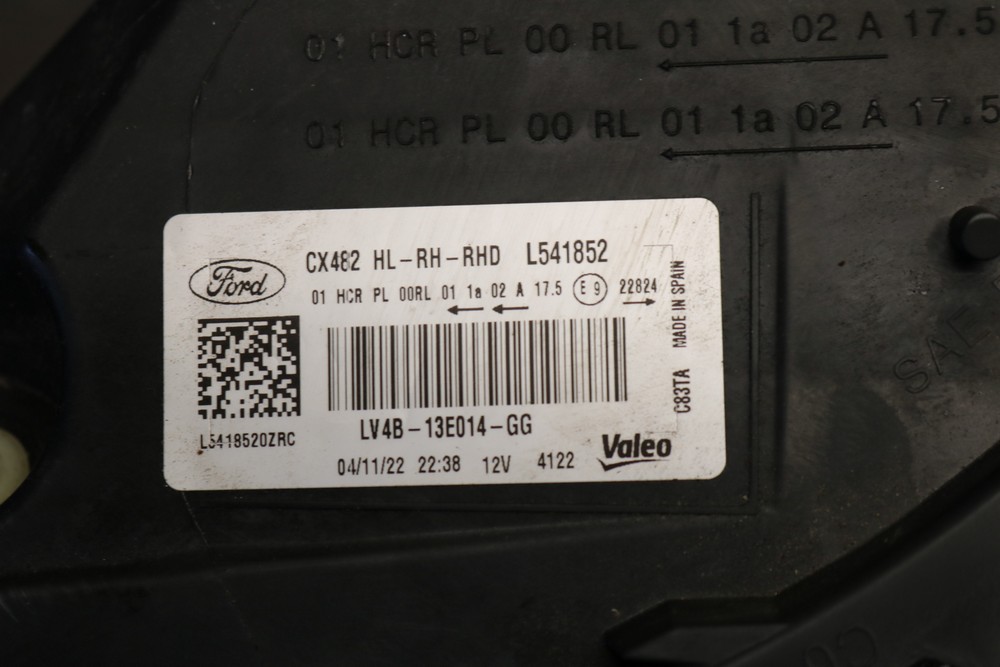 01 HCR PL 00 RL 01 1a 02 A 17.5
01 HCR PL 00 RL 01 1a 02 A 17.5
Ford
CX482 HL-RH-RHD L541852
01 HCR PL 00RL 01 1a 02 A 17.5 E9 22824
MADE IN SPAIN
C83TA
L5418520ZRC
LV4B-13E014-GG
04/11/22 22:38 12V 4122
Valeo